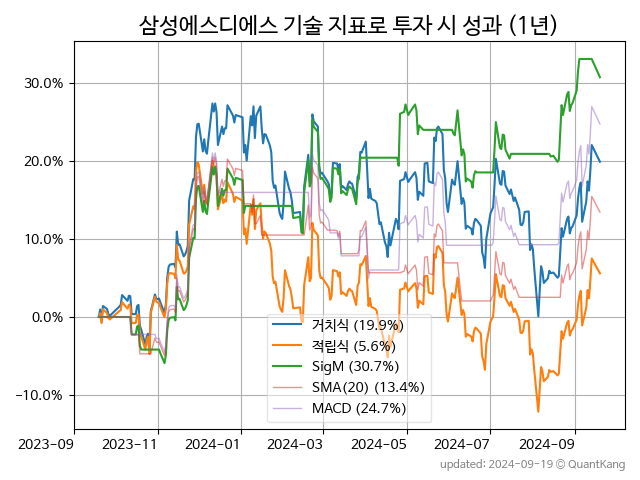 삼성에스디에스 기술 지표로 투자 시 성과 (1년)
30.0%
20.0%
10.0%
0.0%
−10.0%
거치식 (19.9%)
적립식 (5.6%)
SigM (30.7%)
SMA(20) (13.4%)
MACD (24.7%)
2023-09 2023-11 2024-01 2024-03 2024-05 2024-07 2024-09
updated: 2024-09-19 @ QuantKang